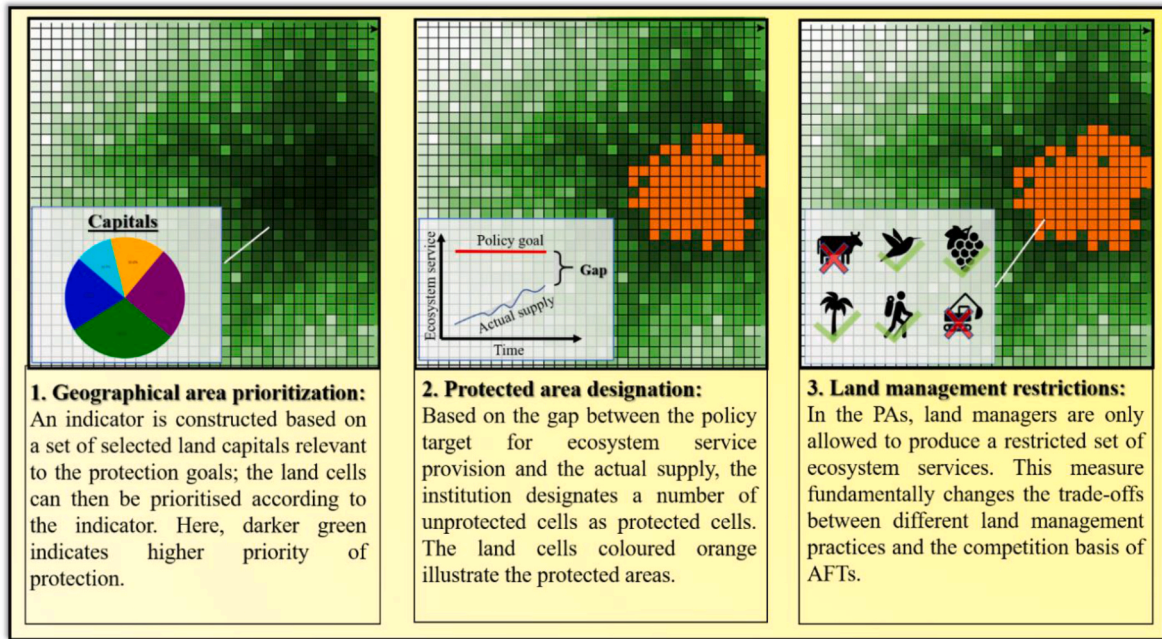 Capitals
1. Geographical area prioritization:
An indicator is constructed based on
a set of selected land capitals relevant
to the protection goals; the land cells
can then be prioritised according to
the indicator. Here, darker green
indicates higher priority of
protection.
Ecosystem service
Policy goal
Gap
Actual supply
Time
2. Protected area designation:
Based on the gap between the policy
target for ecosystem service
provision and the actual supply, the
institution designates a number of
unprotected cells as protected cells.
The land cells coloured orange
illustrate the protected areas.
3. Land management restrictions:
In the PAs, land managers are only
allowed to produce a restricted set of
ecosystem services. This measure
fundamentally changes the trade-offs
between different land management
practices and the competition basis of
AFTs.